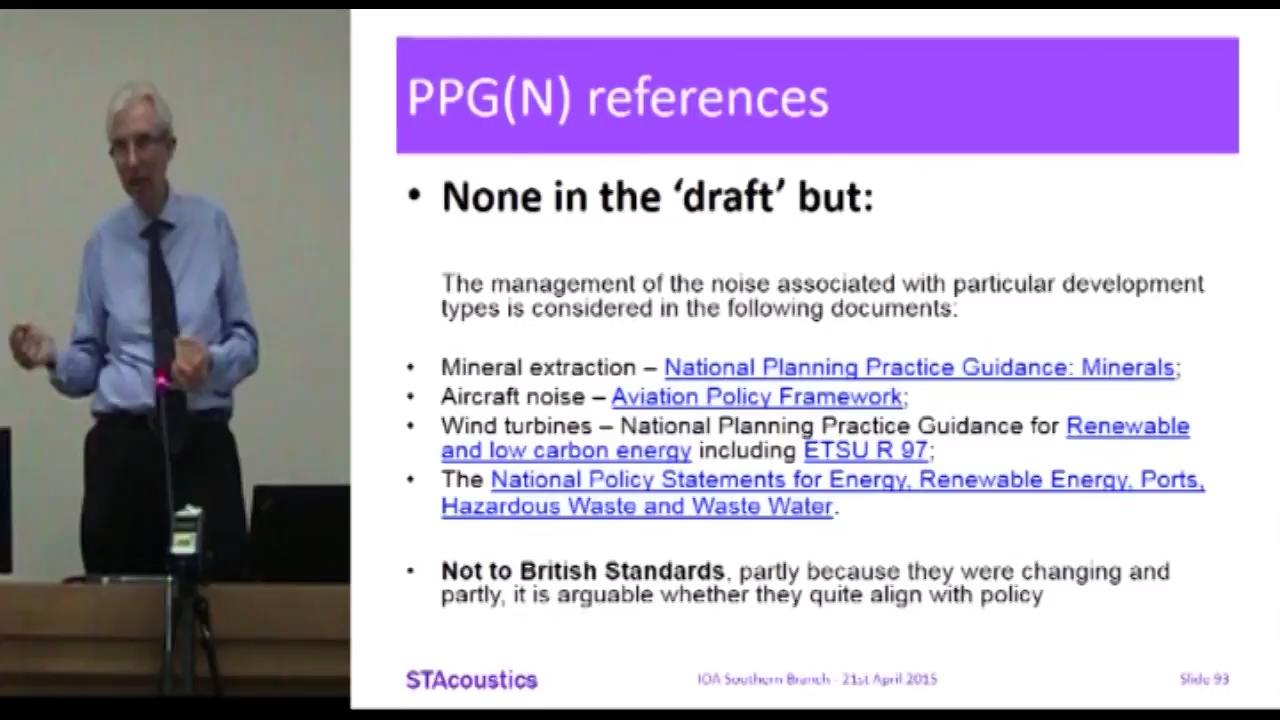 PPG(N) references
• None in the ‘draft’ but:
The management of the noise associated with particular development
types is considered in the following documents:
• Mineral extraction – National Planning Practice Guidance: Minerals;
• Aircraft noise – Aviation Policy Framework;
• Wind turbines – National Planning Practice Guidance for Renewable
and low carbon energy including ETSU R 97;
• The National Policy Statements for Energy, Renewable Energy, Ports,
Hazardous Waste and Waste Water.
• Not to British Standards, partly because they were changing and
partly, it is arguable whether they quite align with policy
STAcoustics IOA Southern Branch - 21st April 2015 Slide 93